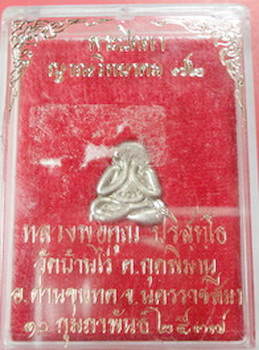 พระปิดตา
หลวงพ่อคูณ ปริสุทฺโธ
วัดบ้านไร่ ต.กุดพิมาน
อ.ด่านขุนทด จ.นครราชสีมา
๑๐ กุมภาพันธ์ ๒๕๓๗